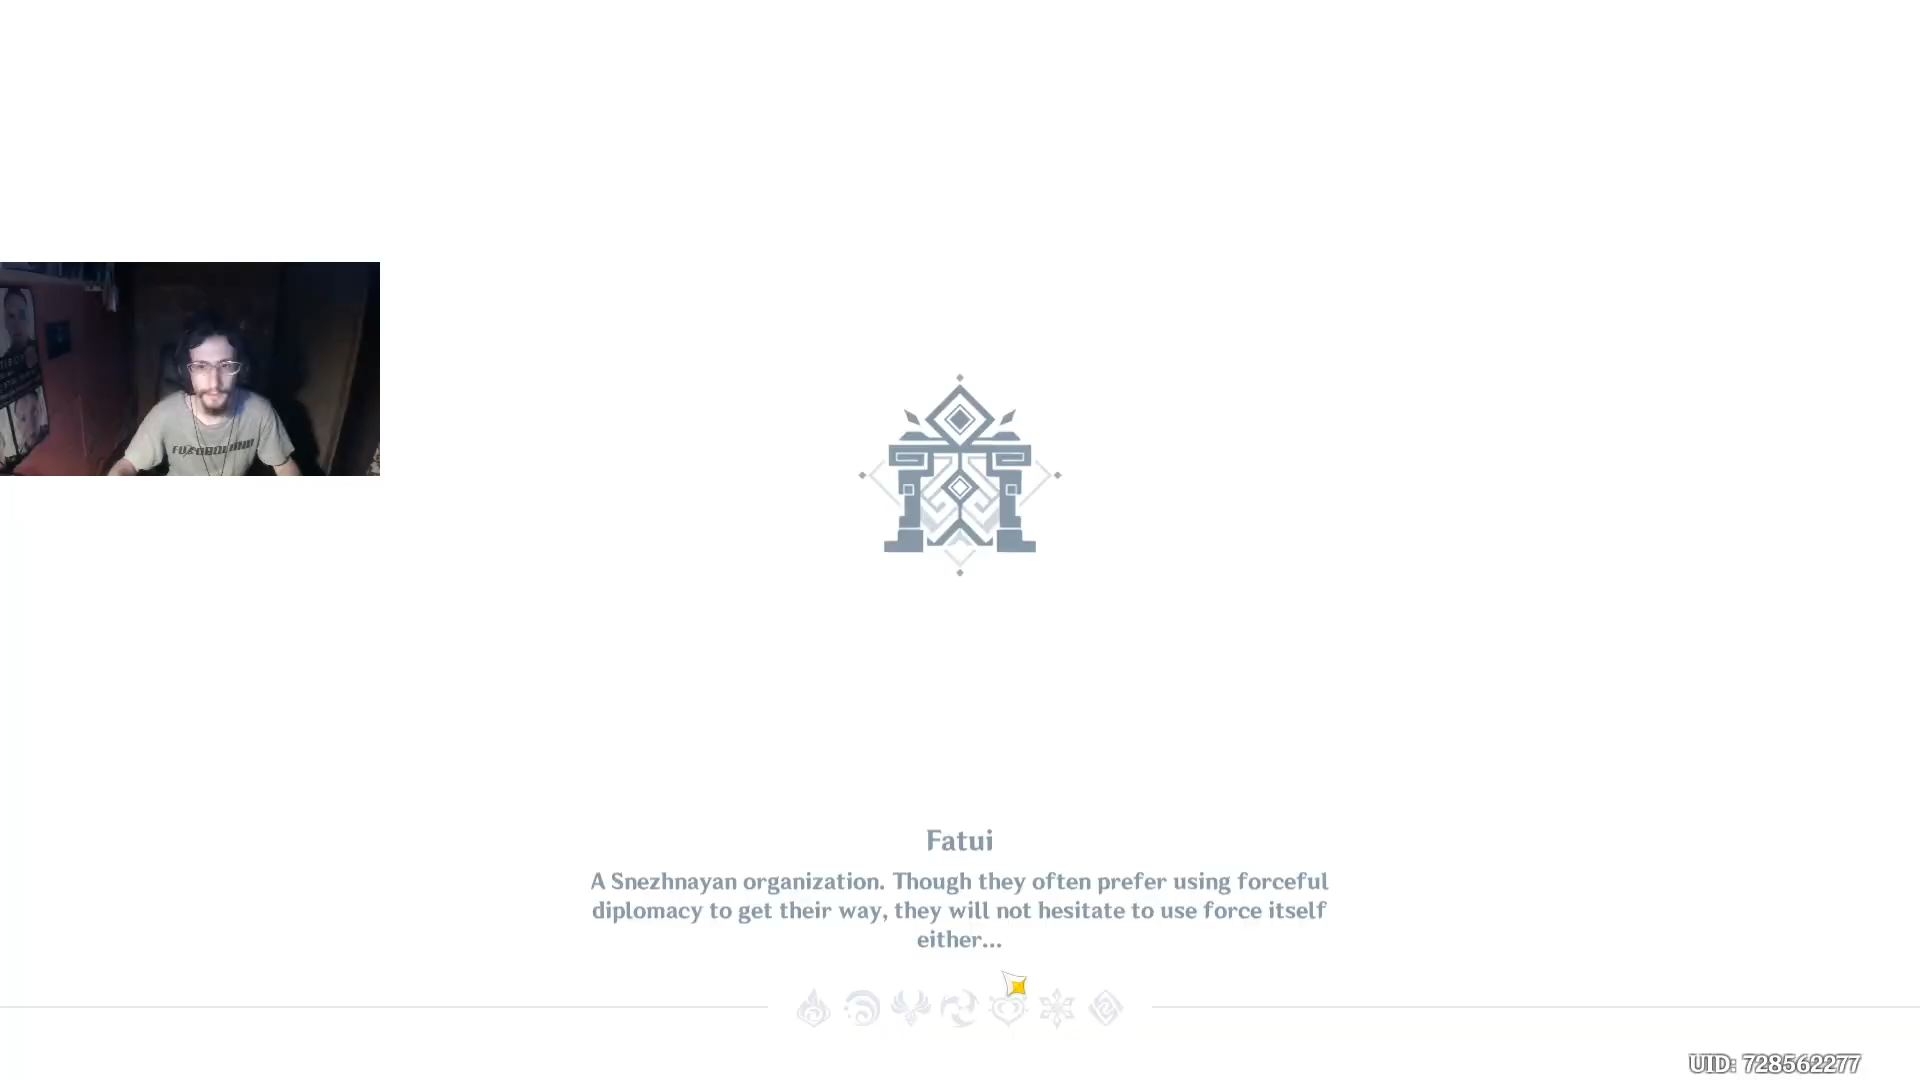 Fatui
A Snezhnayan organization. Though they often prefer using forceful
diplomacy to get their way, they will not hesitate to use force itself
either...
UID: 728562277